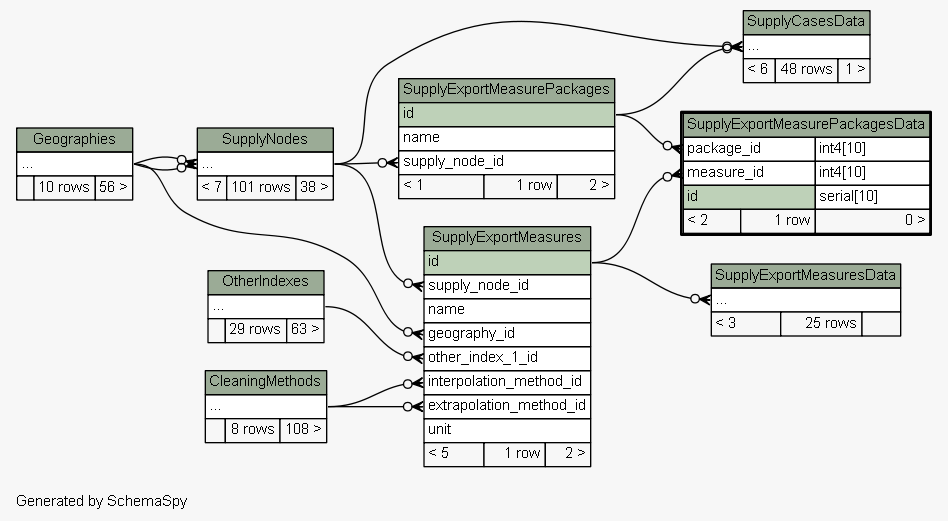 SupplyCasesData
...
< 6 48 rows 1 >
SupplyExportMeasurePackages
id
name
supply_node_id
< 1 1 row 2 >
SupplyExportMeasurePackagesData
package_id int4[10]
measure_id int4[10]
id serial[10]
< 2 1 row 0 >
Geographies
...
10 rows 56 >
SupplyNodes
...
< 7 101 rows 38 >
SupplyExportMeasures
id
supply_node_id
name
geography_id
other_index_1_id
interpolation_method_id
extrapolation_method_id
unit
< 5 1 row 2 >
SupplyExportMeasuresData
...
< 3 25 rows
OtherIndexes
...
29 rows 63 >
CleaningMethods
...
8 rows 108 >
Generated by SchemaSpy